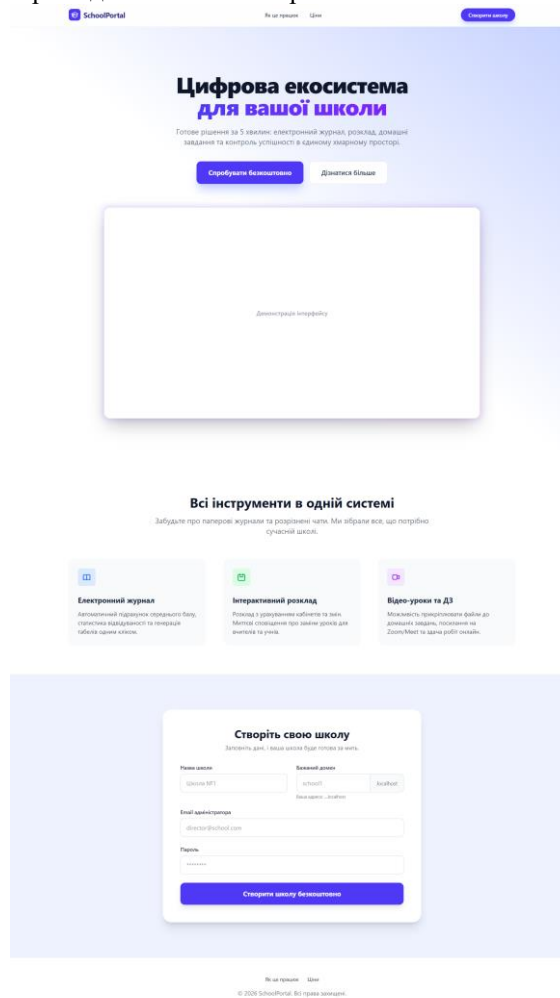 SchoolPortal
Як це працює Ціни
Створити школу
Цифрова екосистема
для вашої школи
Готове рішення за 5 хвилин: електронний журнал, розклад, домашні
завдання та контроль успішності в єдиному хмарному просторі.
Спробувати безкоштовно
Дізнатися більше
Демонстрація інтерфейсу
Всі інструменти в одній системі
Забудьте про паперові журнали та розрізнені чати. Ми зібрали все, що потрібно
сучасній школі.
Електронний журнал
Автоматичний підрахунок середнього балу,
статистика відвідуваності та генерація
табелів одним кліком.
Інтерактивний розклад
Розклад з урахуванням кабінетів та змін.
Миттєві сповіщення про заміни уроків для
вчителів та учнів.
Відео-уроки та ДЗ
Можливість прикріплювати файли до
домашніх завдань, посилання на
Zoom/Meet та здача робіт онлайн.
Створіть свою школу
Заповніть дані, і ваша школа буде готова за мить.
Назва школи
Школа №1
Бажаний домен
school1
.localhost
Ваша адреса: ...localhost
Email адміністратора
director@school.com
Пароль
••••••••
Створити школу безкоштовно
Як це працює Ціни
© 2026 SchoolPortal. Всі права захищені.